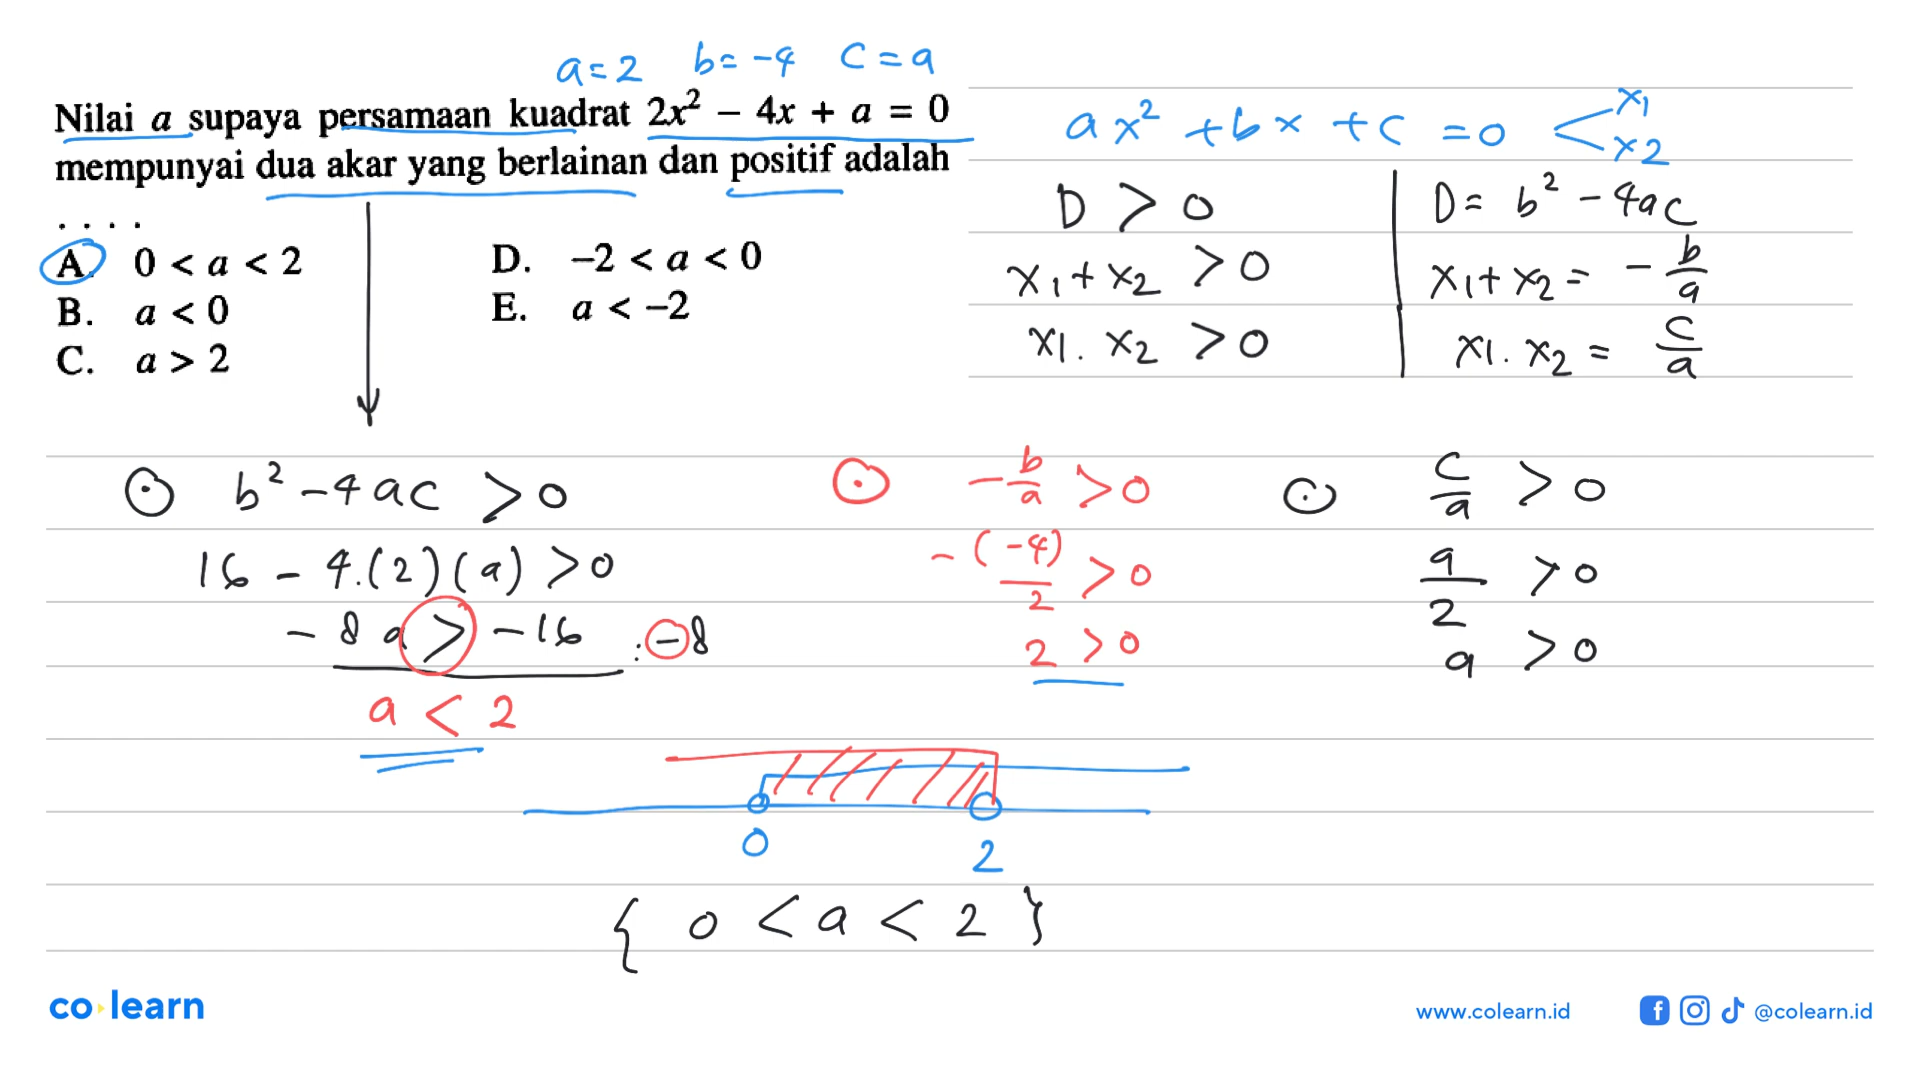 a=2 b=-4 c=a
Nilai a supaya persamaan kuadrat 2x² − 4x + a = 0
mempunyai dua akar yang berlainan dan positif adalah
....
A. 0 < a < 2
B. a < 0
C. a > 2
D. −2 < a < 0
E. a < −2
ax² + bx + c = 0 < x1 x2
D > 0
x1 + x2 > 0
x1 . x2 > 0
D = b² - 4ac
x1 + x2 = - b/a
x1 . x2 = c/a
⊙ b² - 4ac > 0
16 - 4.(2)(a) > 0
- 8a > -16 : -8
a < 2
⊙ - b/a > 0
- (-4)/2 > 0
2 > 0
⊙ c/a > 0
a/2 > 0
a > 0
0 2
{ 0 < a < 2 }
co learn
www.colearn.id
@colearn.id